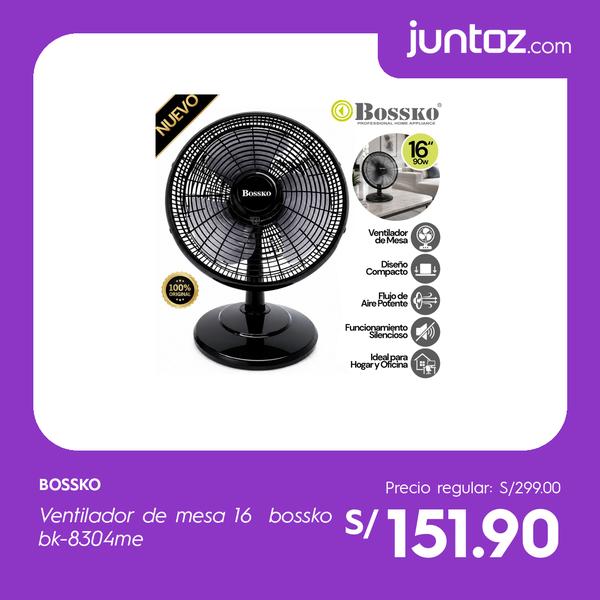 juntoz.com
NUEVO
BOSSKO
PROFESSIONAL HOME APPLIANCE
16"
90w
BOSSKO
Ventilador
de Mesa
Diseño
Compacto
Flujo de
Aire Potente
100%
ORIGINAL
Funcionamiento
Silencioso
Ideal para
Hogar y Oficina
BOSSKO
Precio regular: S/299.00
Ventilador de mesa 16 bossko
bk-8304me
S/151.90